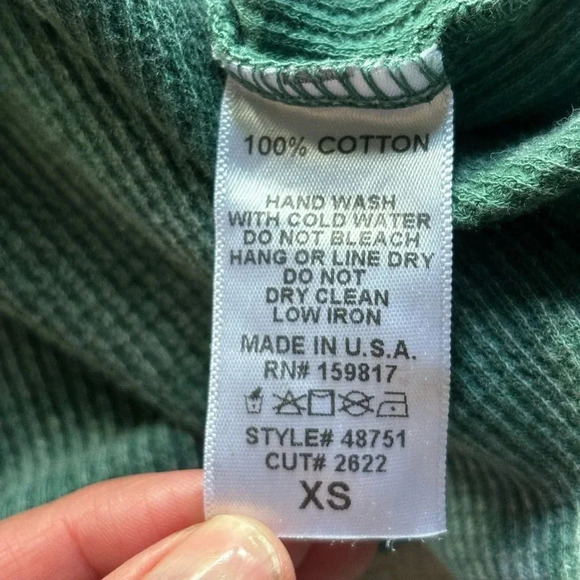 100% COTTON
HAND WASH
WITH COLD WATER
DO NOT BLEACH
HANG OR LINE DRY
DO NOT
DRY CLEAN
LOW IRON
MADE IN U.S.A.
RN# 159817
STYLE# 48751
CUT# 2622
XS